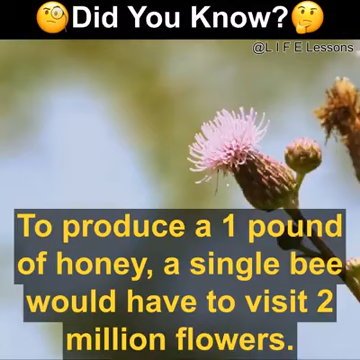 🧐Did You Know?🤔
@L I F E Lessons
To produce a 1 pound
of honey, a single bee
would have to visit 2
million flowers.